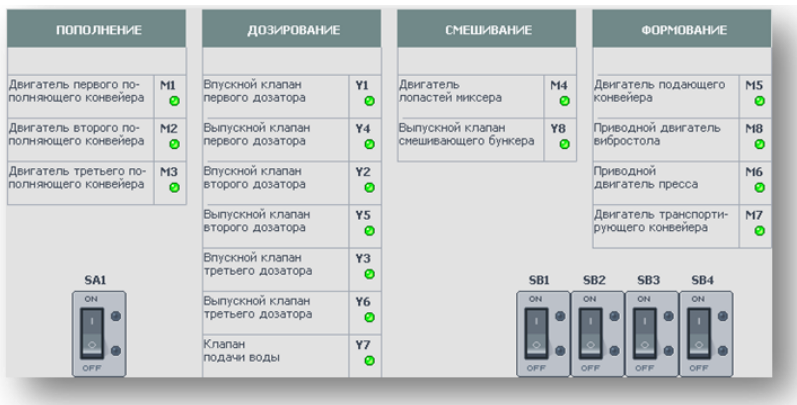 ПОПОЛНЕНИЕ
Двигатель первого по-
полняющего конвейера
M1
Двигатель второго по-
полняющего конвейера
M2
Двигатель третьего по-
полняющего конвейера
M3
SA1
ON
OFF
ДОЗИРОВАНИЕ
Впускной клапан
первого дозатора
Y1
Выпускной клапан
первого дозатора
Y4
Впускной клапан
второго дозатора
Y2
Выпускной клапан
второго дозатора
Y5
Впускной клапан
третьего дозатора
Y3
Выпускной клапан
третьего дозатора
Y6
Клапан
подачи воды
Y7
СМЕШИВАНИЕ
Двигатель
лопастей миксера
M4
Выпускной клапан
смешивающего бункера
Y8
ФОРМОВАНИЕ
Двигатель подающего
конвейера
M5
Приводной двигатель
вибростола
M8
Приводной
двигатель пресса
M6
Двигатель транспорти-
рующего конвейера
M7
SB1 SB2 SB3 SB4
ON ON ON ON
OFF OFF OFF OFF